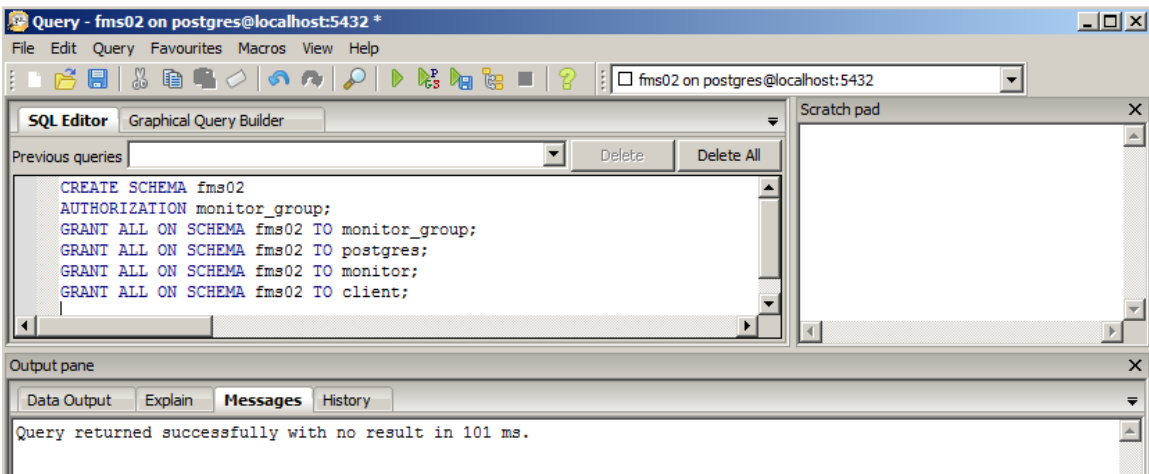 Query - fms02 on postgres@localhost:5432 *
File Edit Query Favourites Macros View Help
fms02 on postgres@localhost:5432
SQL Editor Graphical Query Builder
Scratch pad
Previous queries Delete Delete All
CREATE SCHEMA fms02
AUTHORIZATION monitor_group;
GRANT ALL ON SCHEMA fms02 TO monitor_group;
GRANT ALL ON SCHEMA fms02 TO postgres;
GRANT ALL ON SCHEMA fms02 TO monitor;
GRANT ALL ON SCHEMA fms02 TO client;
Output pane
Data Output Explain Messages History
Query returned successfully with no result in 101 ms.